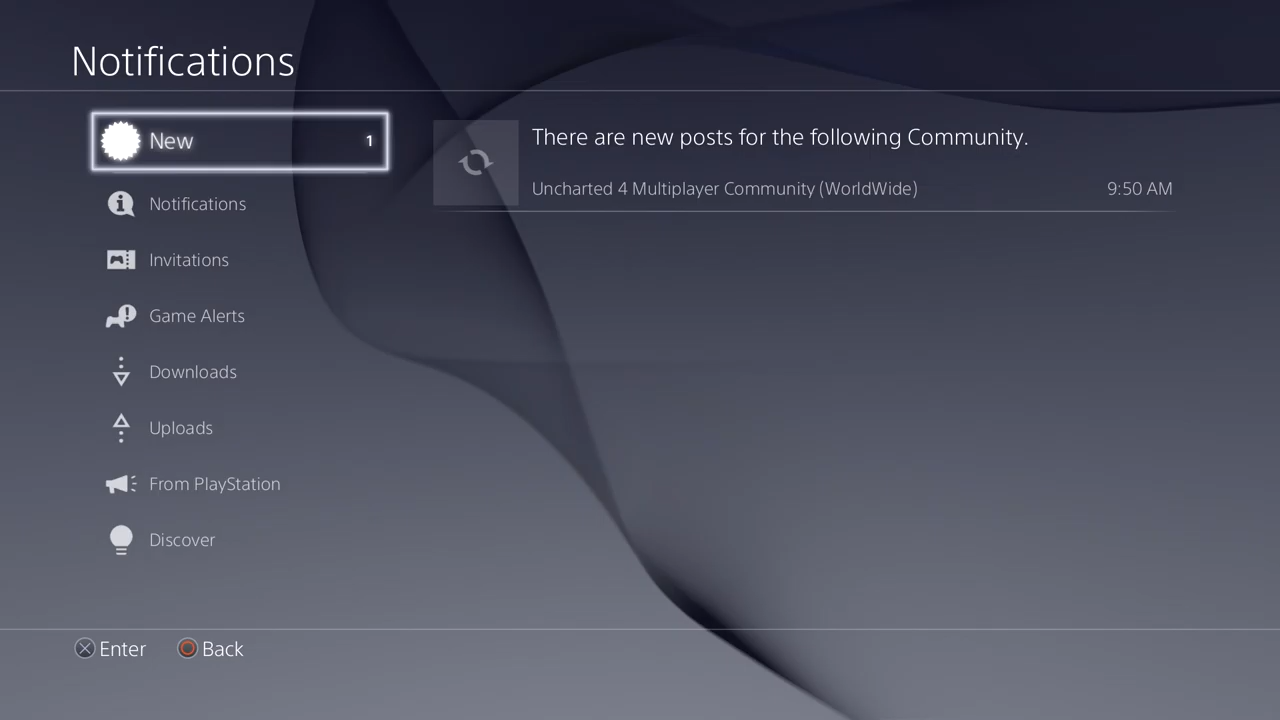 Notifications
New 1
Notifications
Invitations
Game Alerts
Downloads
Uploads
From PlayStation
Discover
There are new posts for the following Community.
Uncharted 4 Multiplayer Community (WorldWide) 9:50 AM
Enter Back